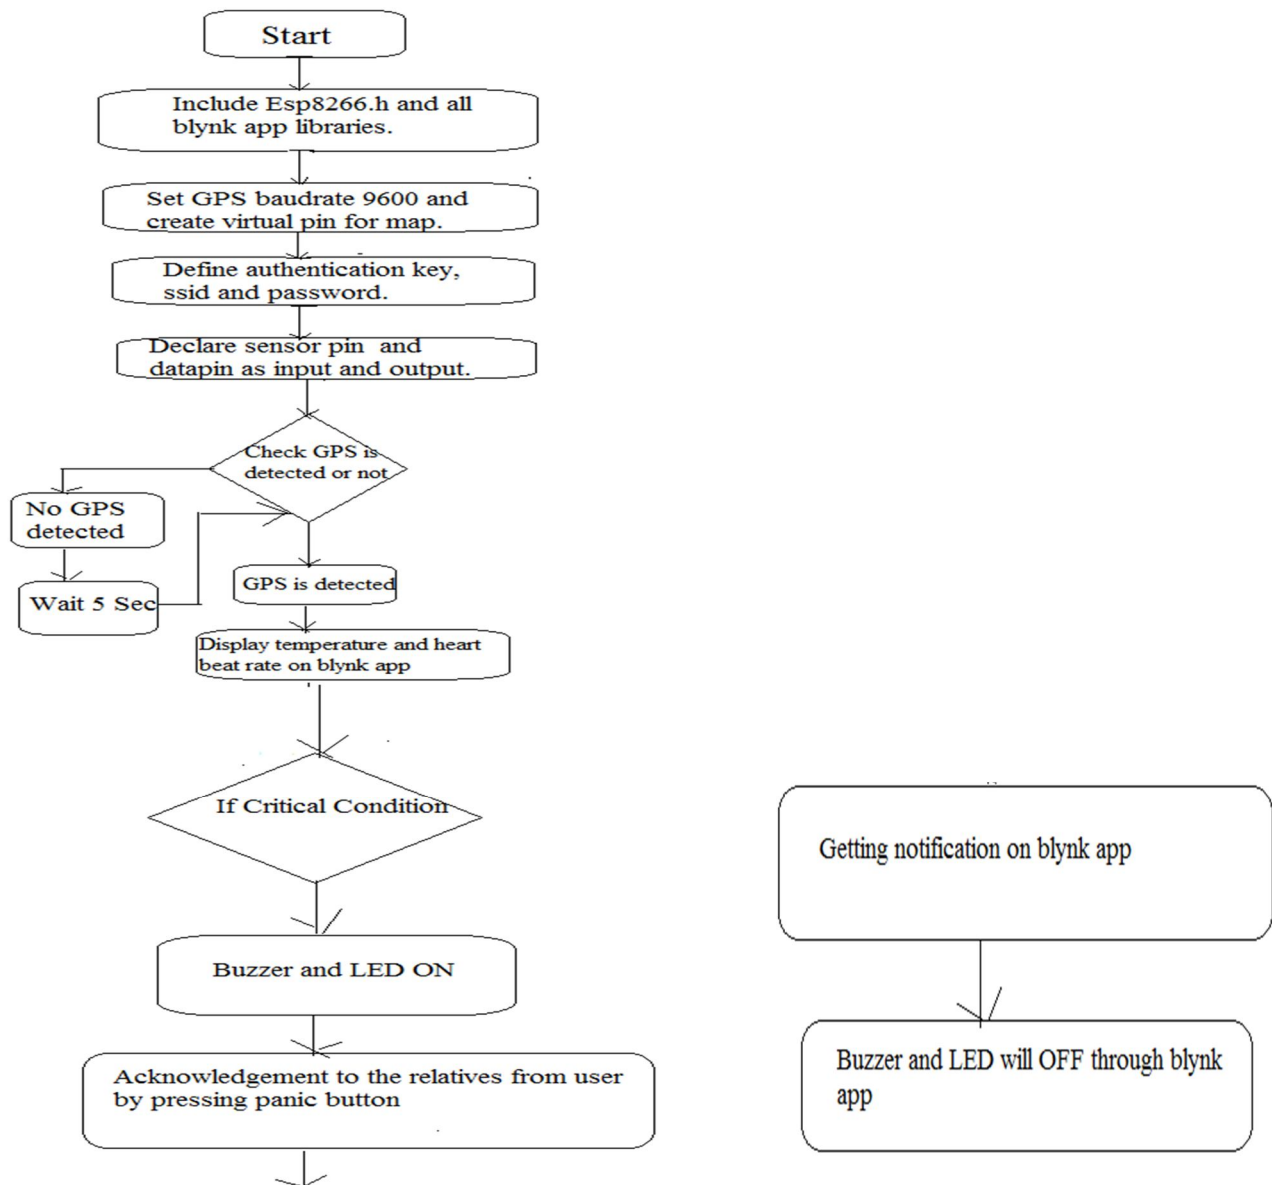 Start
Include Esp8266.h and all
blynk app libraries.
Set GPS baudrate 9600 and
create virtual pin for map.
Define authentication key,
ssid and password.
Declare sensor pin and
datapin as input and output.
Check GPS is
detected or not
No GPS
detected
Wait 5 Sec
GPS is detected
Display temperature and heart
beat rate on blynk app
If Critical Condition
Buzzer and LED ON
Acknowledgement to the relatives from user
by pressing panic button
Getting notification on blynk app
Buzzer and LED will OFF through blynk
app